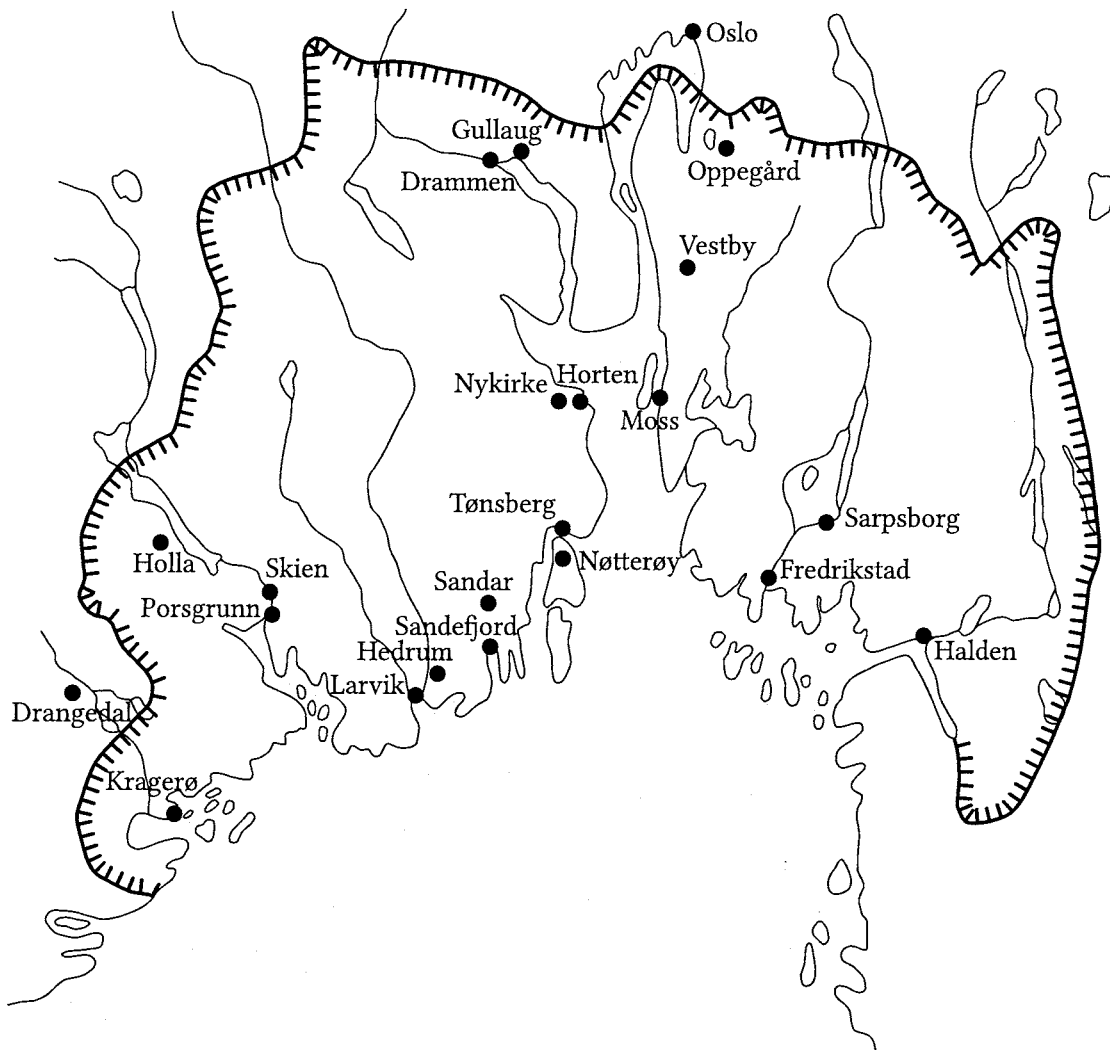 Oslo
Gullaug
Drammen
Oppegård
Vestby
Nykirke
Horten
Moss
Tønsberg
Sarpsborg
Holla
Skien
Nøtterøy
Fredrikstad
Sandar
Porsgrunn
Sandefjord
Hedrum
Halden
Larvik
Drangedal
Kragerø